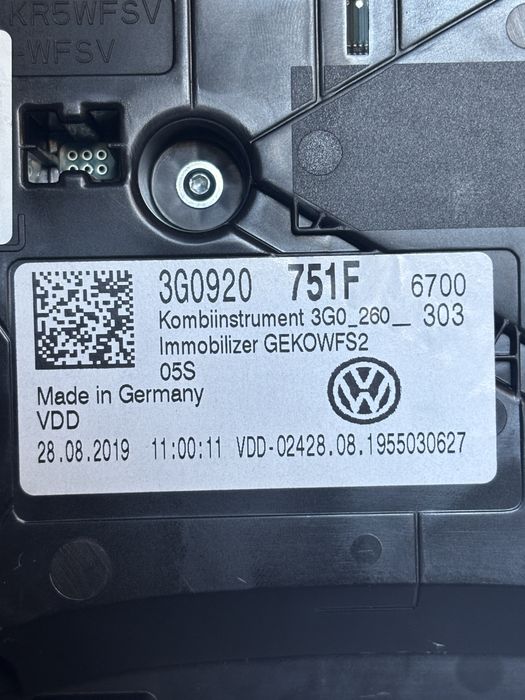 KR5WFSV
-WFSV
3G0920 751F 6700
Kombiinstrument 3G0_260__ 303
Immobilizer GEKOWFS2
05S
Made in Germany
VDD
28.08.2019 11:00:11 VDD-02428.08.1955030627